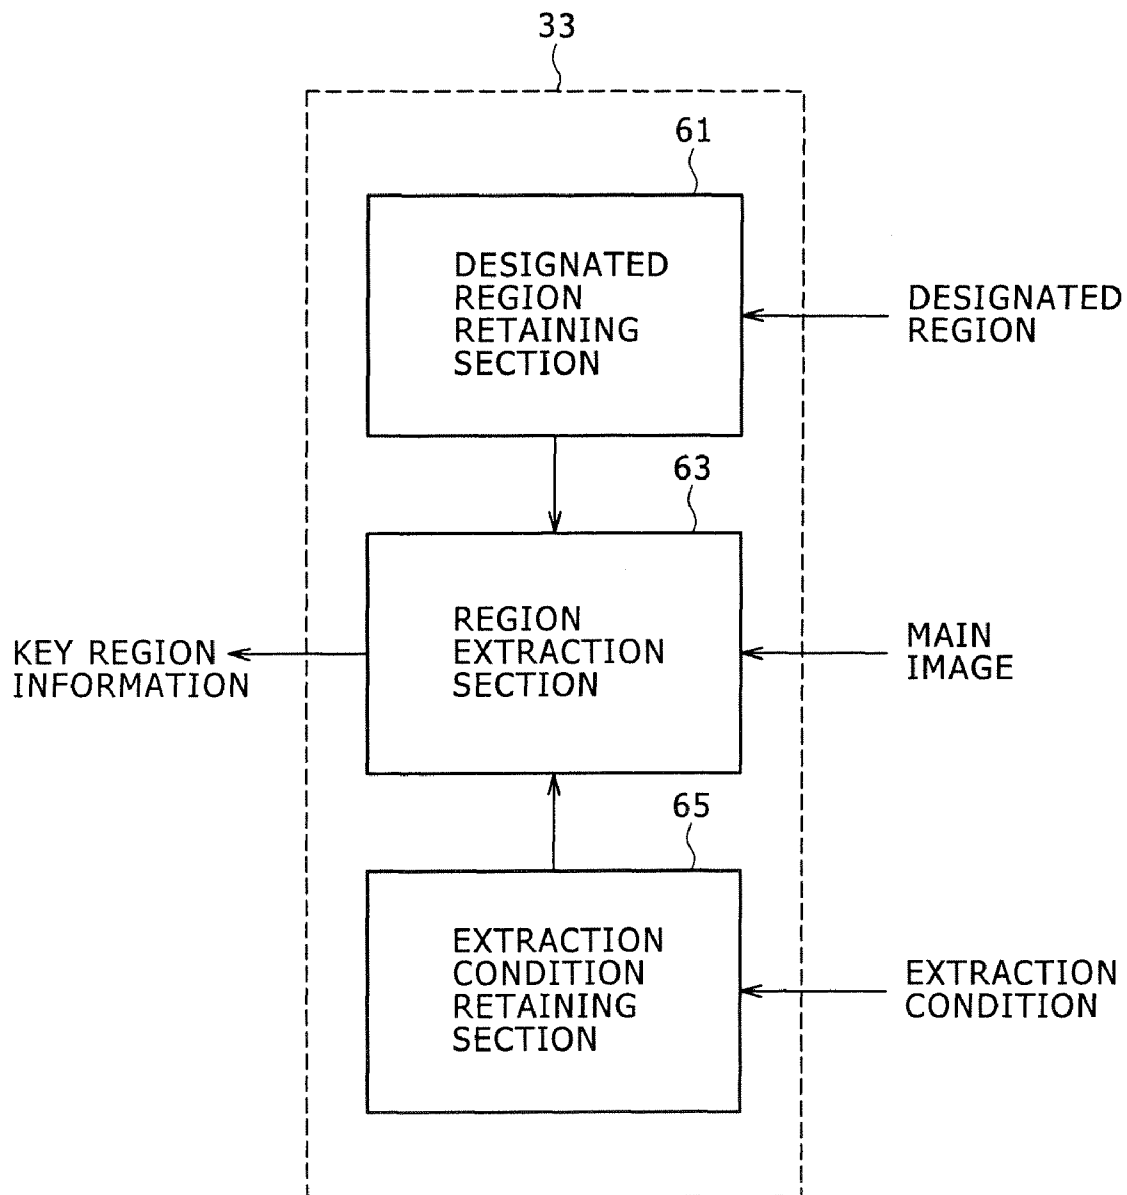 33
61
DESIGNATED
REGION
RETAINING
SECTION
DESIGNATED
REGION
63
REGION
EXTRACTION
SECTION
MAIN
IMAGE
KEY REGION
INFORMATION
65
EXTRACTION
CONDITION
RETAINING
SECTION
EXTRACTION
CONDITION